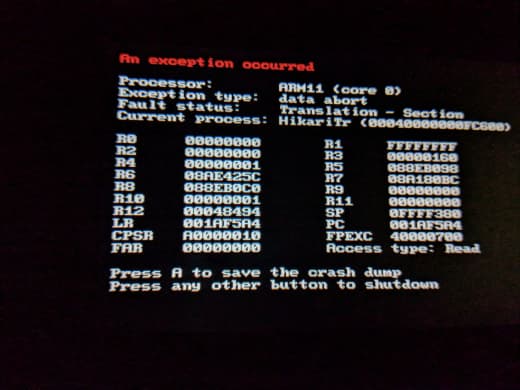 An exception occurred
Processor: ARM11 (core 0)
Exception type: data abort
Fault status: Translation - Section
Current process: HikariTr (00040000000FC600)
R0 00000000 R1 FFFFFFFF
R2 00000000 R3 00000160
R4 00000001 R5 088EB098
R6 08AE425C R7 08A180BC
R8 088EB0C0 R9 00000000
R10 00000001 R11 00000000
R12 00048494 SP 0FFFF380
LR 001AF5A4 PC 001AF5A4
CPSR A0000010 FPEXC 40000700
FAR 00000000 Access type: Read
Press A to save the crash dump
Press any other button to shutdown